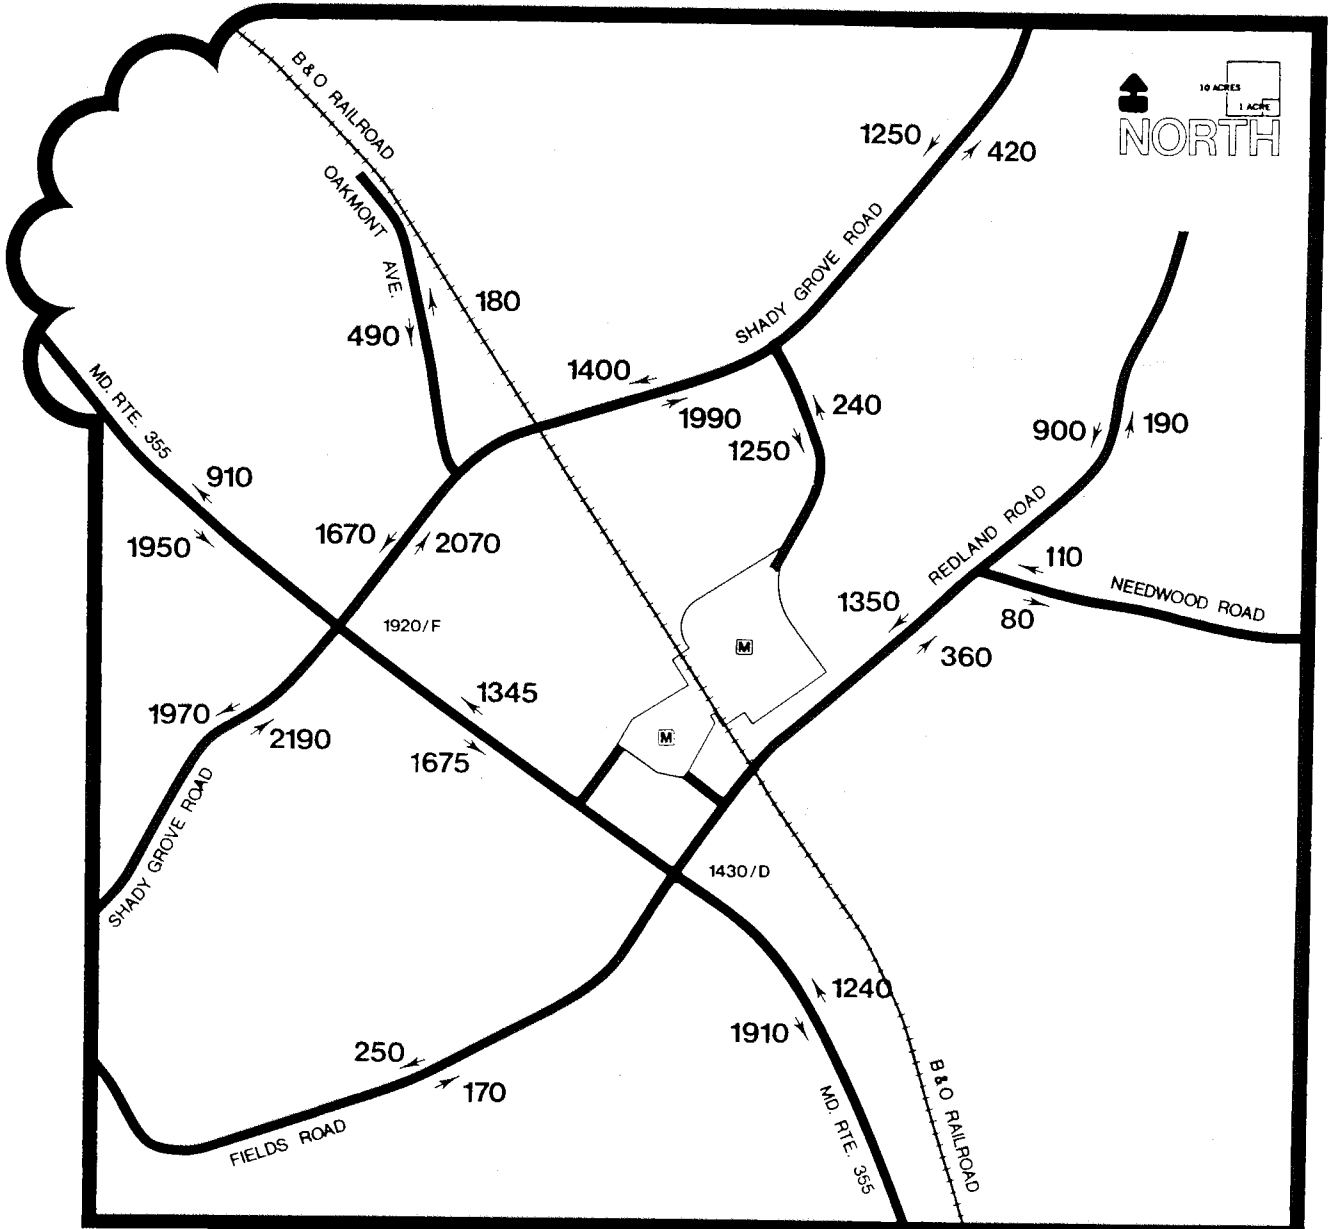 B&O RAILROAD
10 ACRES
1 ACRE
NORTH
1250
420
OAKMONT AVE.
SHADY GROVE ROAD
180
490
1400
1990
240
1250
MD. RTE. 355
900
190
910
1950
1670
2070
REDLAND ROAD
110
NEEDWOOD ROAD
80
1350
360
1920/F
M
1345
1675
1970
2190
M
SHADY GROVE ROAD
1430/D
1240
1910
250
170
FIELDS ROAD
MD. RTE. 355
B&O RAILROAD